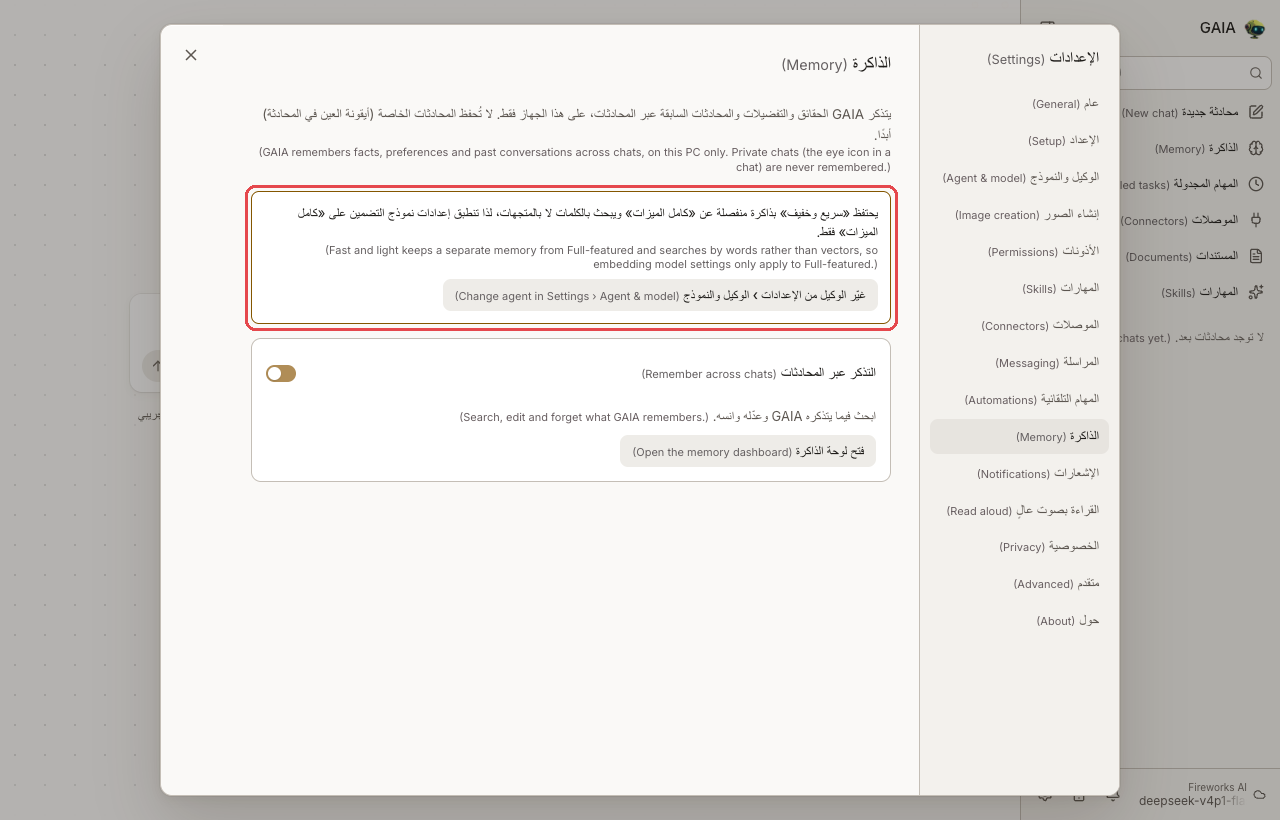 GAIA
محادثة جديدة (New chat)
الذاكرة (Memory)
المهام المجدولة
الموصلات (Connectors)
المستندات (Documents)
المهارات (Skills)
لا توجد محادثات بعد.
Fireworks AI
deepseek-v4p1-
الإعدادات (Settings)
عام (General)
الإعداد (Setup)
الوكيل والنموذج (Agent & model)
إنشاء الصور (Image creation)
الأذونات (Permissions)
المهارات (Skills)
الموصلات (Connectors)
المراسلة (Messaging)
المهام التلقائية (Automations)
الذاكرة (Memory)
الإشعارات (Notifications)
القراءة بصوت عالٍ (Read aloud)
الخصوصية (Privacy)
متقدم (Advanced)
حول (About)
الذاكرة (Memory)
يتذكر GAIA الحقائق والتفضيلات والمحادثات السابقة عبر المحادثات، على هذا الجهاز فقط. لا تُحفظ المحادثات الخاصة (أيقونة العين في المحادثة)
أبدًا.
(GAIA remembers facts, preferences and past conversations across chats, on this PC only. Private chats (the eye icon in a
chat) are never remembered.)
يحتفظ «سريع وخفيف» بذاكرة منفصلة عن «كامل الميزات» ويبحث بالكلمات لا بالمتجهات، لذا تنطبق إعدادات نموذج التضمين على «كامل
الميزات» فقط.
(Fast and light keeps a separate memory from Full-featured and searches by words rather than vectors, so
embedding model settings only apply to Full-featured.)
غيّر الوكيل من الإعدادات › الوكيل والنموذج (Change agent in Settings › Agent & model)
التذكر عبر المحادثات (Remember across chats)
ابحث فيما يتذكره GAIA وعدّله وانسه. (Search, edit and forget what GAIA remembers.)
فتح لوحة الذاكرة (Open the memory dashboard)